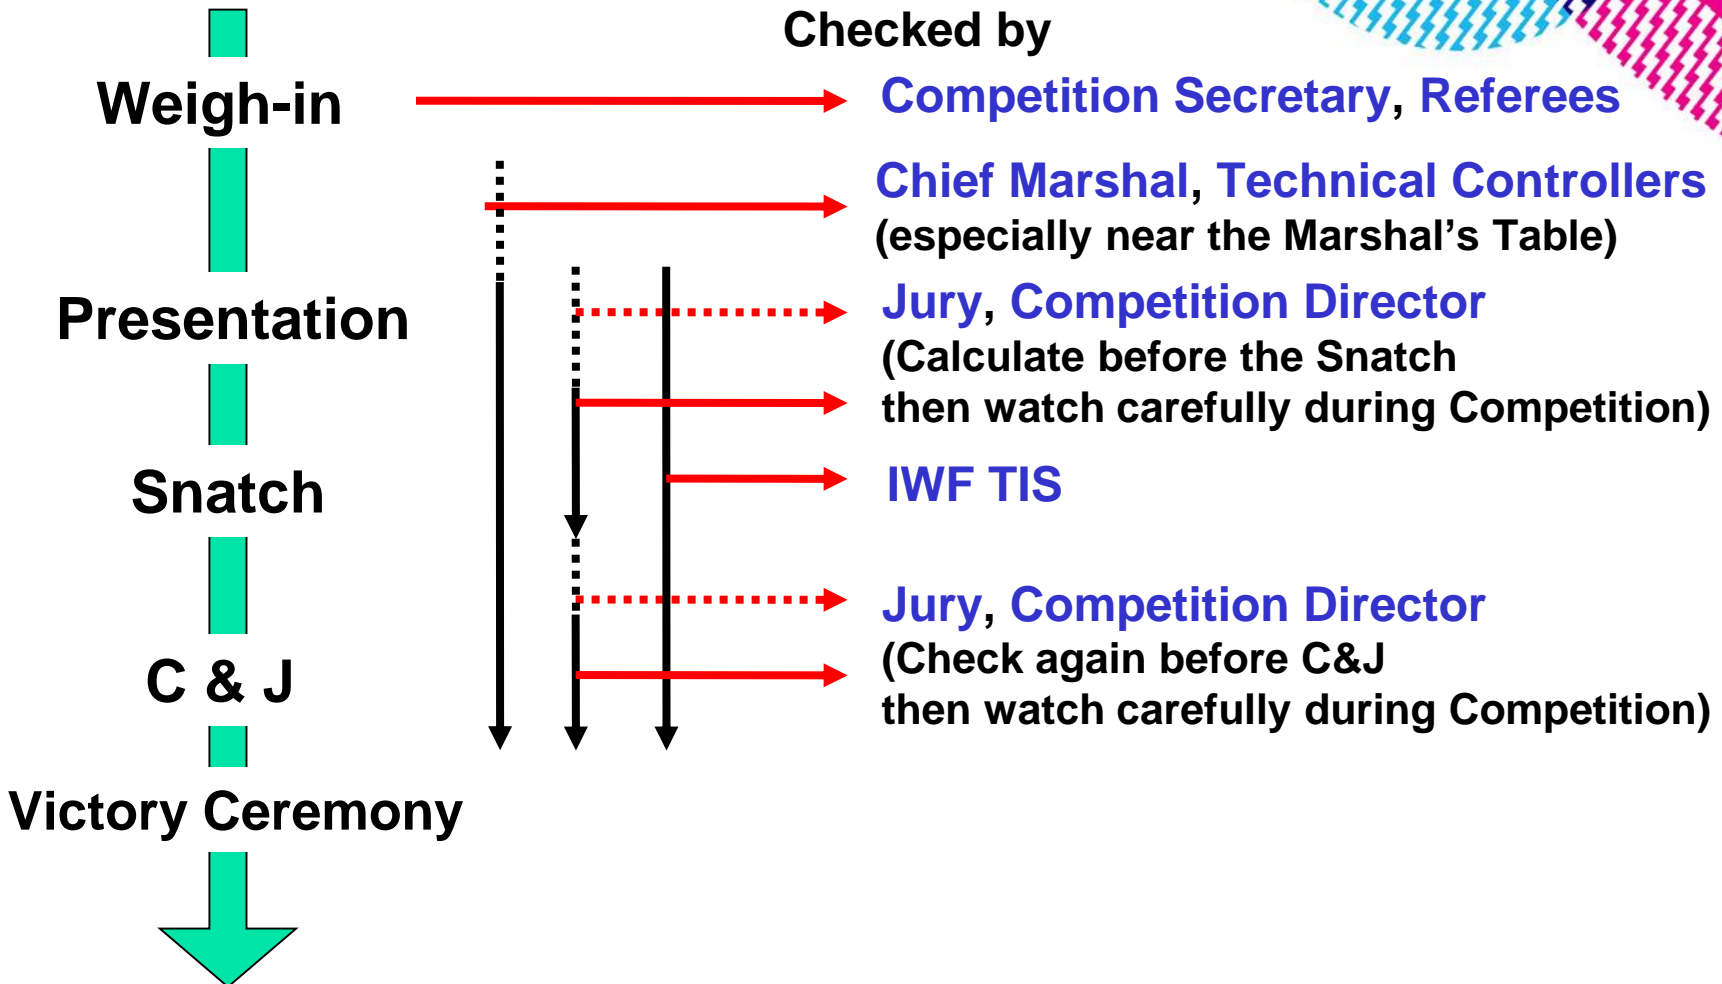 Checked by
Weigh-in
Competition Secretary, Referees
Chief Marshal, Technical Controllers
(especially near the Marshal’s Table)
Presentation
Jury, Competition Director
(Calculate before the Snatch
then watch carefully during Competition)
Snatch
IWF TIS
Jury, Competition Director
(Check again before C&J
then watch carefully during Competition)
C & J
Victory Ceremony